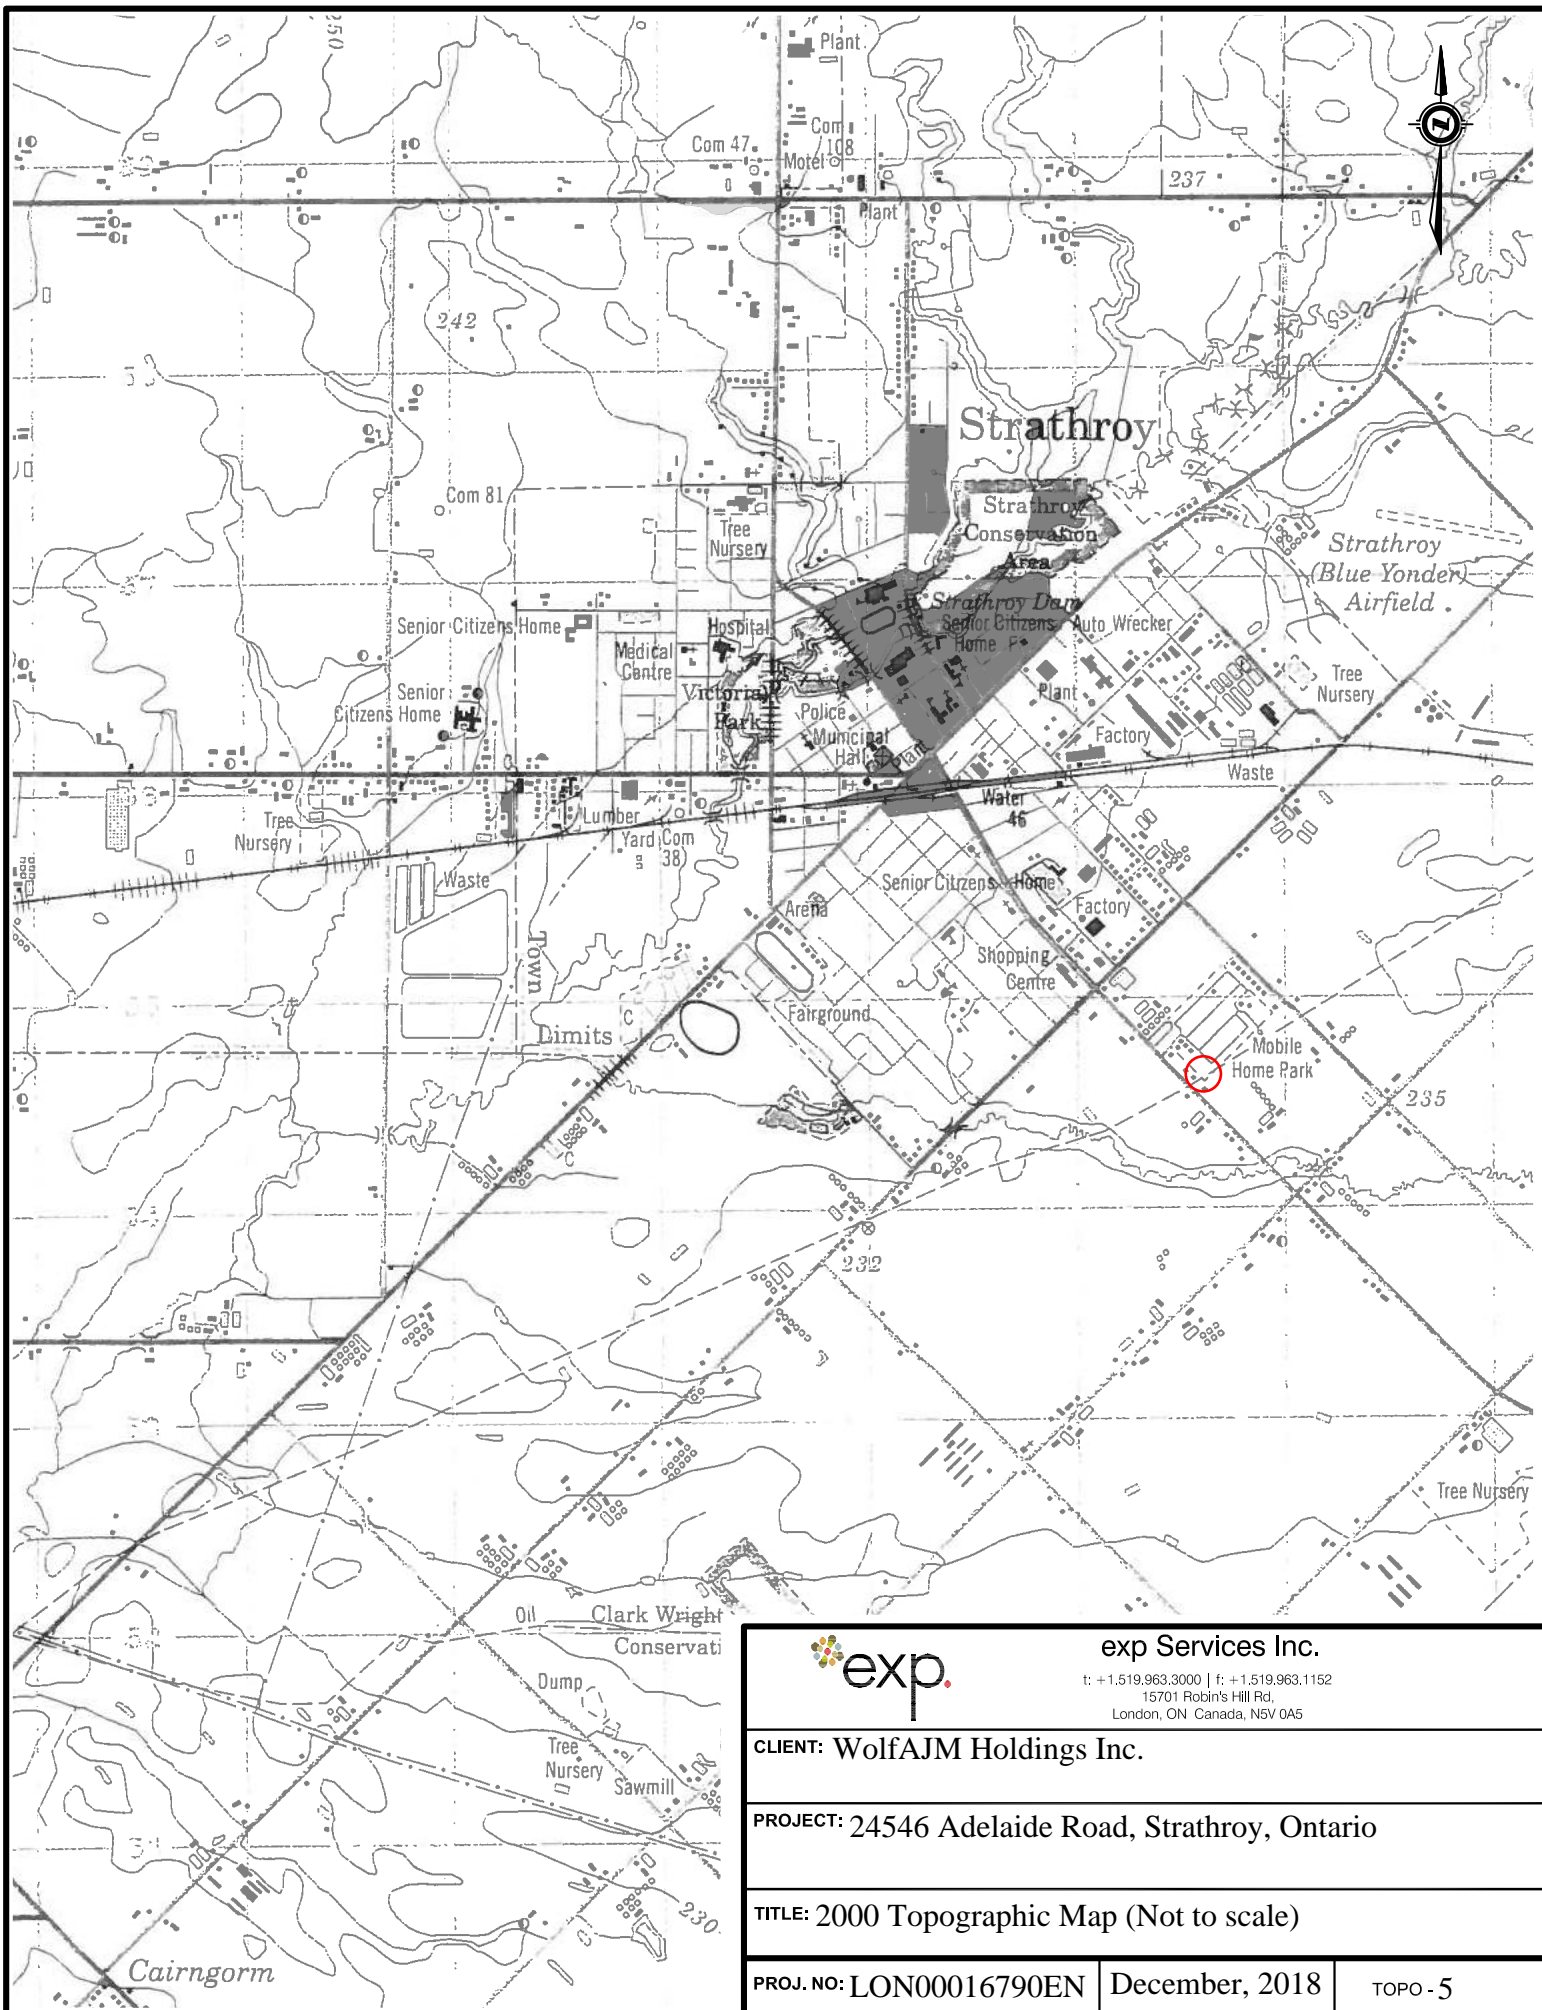 250
Plant
Com 47
Com
108
Motel
237
Plant
242
Strathroy
Com 81
Strathroy
Conservation
Area
Tree
Nursery
Strathroy
(Blue Yonder)
Airfield
Strathroy Dam
Senior Citizens
Home F
Auto Wrecker
Senior Citizens Home
Hospital
Medical
Centre
Tree
Nursery
Senior
Citizens Home
Victoria
Park
P
Plant
Police
Municipal
Hall
Plant
Factory
Waste
Water
46
Tree
Nursery
Lumber
Yard
Com
38
Waste
Senior Citizens Home
Arena
Factory
Town
Shopping
Centre
Fairground
C
Limits
Mobile
Home Park
235
C
232
Tree Nursery
Oil
Clark Wright
Conservati
Dump
Tree
Nursery
Sawmill
230
Cairngorm
exp.
exp Services Inc.
t: +1.519.963.3000 | f: +1.519.963.1152
15701 Robin's Hill Rd,
London, ON Canada, N5V 0A5
CLIENT: WolfAJM Holdings Inc.
PROJECT: 24546 Adelaide Road, Strathroy, Ontario
TITLE: 2000 Topographic Map (Not to scale)
PROJ. NO: LON00016790EN
December, 2018
TOPO - 5